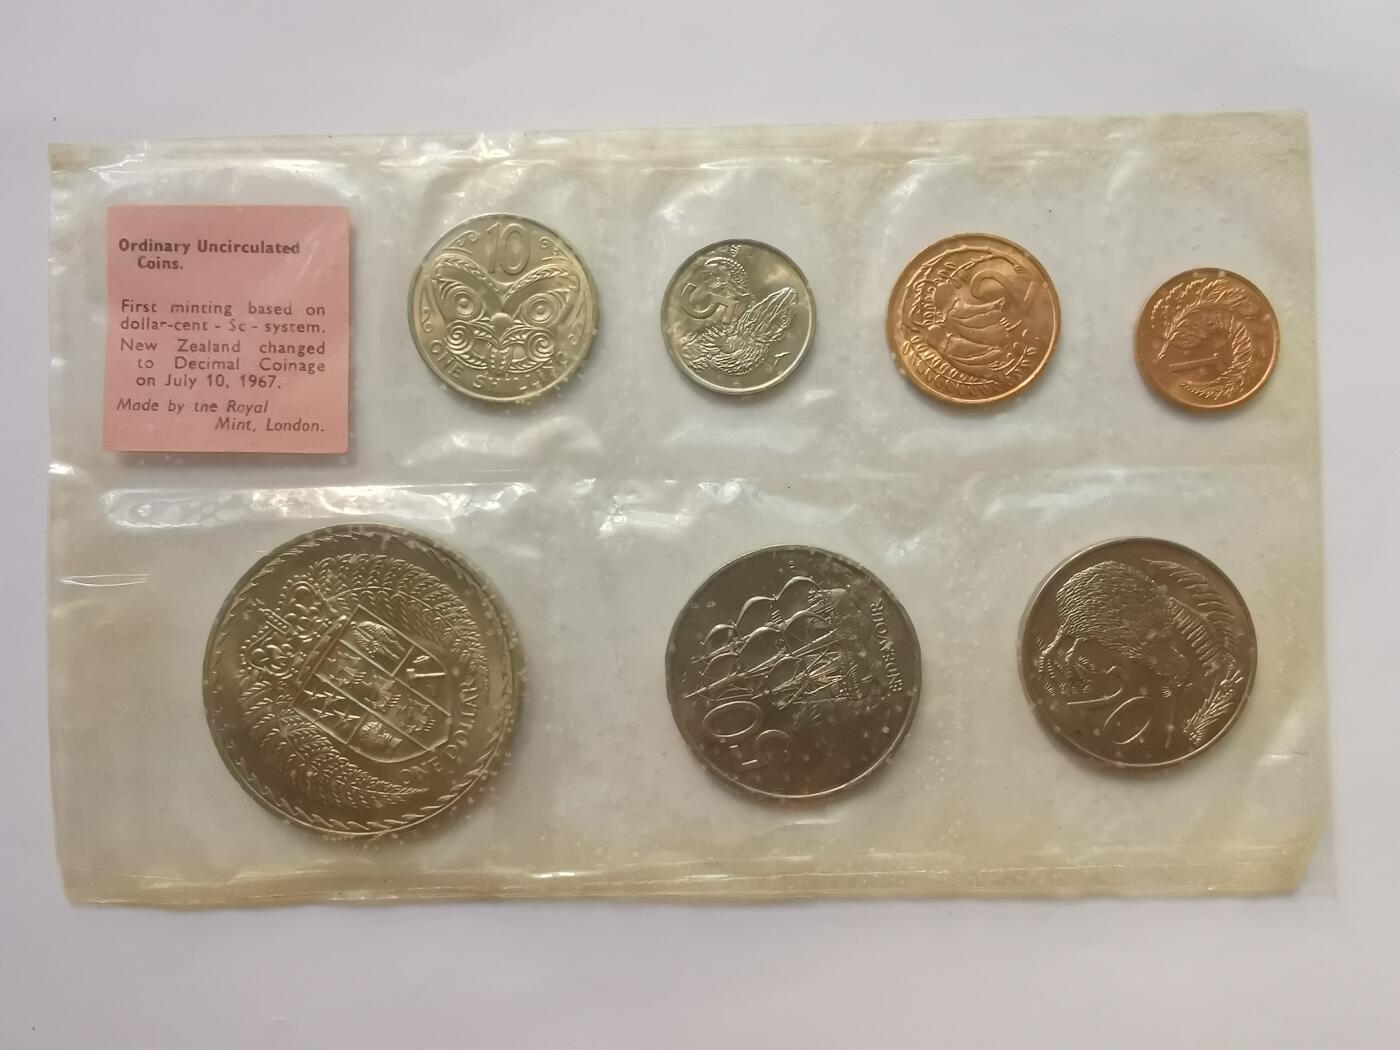 Ordinary Uncirculated
Coins.
First minting based on
dollar-cent - $c - system.
New Zealand changed
to Decimal Coinage
on July 10, 1967.
Made by the Royal
Mint, London.
10
ONE SHILLING
5
2
1
ONE DOLLAR
ENDEAVOUR
50
20